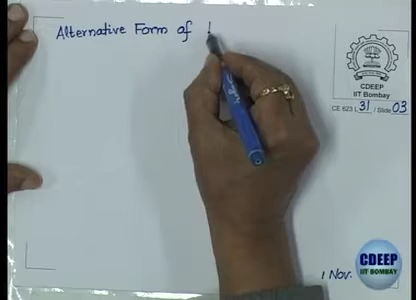 Alternative Form of
CDEEP
IIT Bombay
CE 623 L 31 / Slide 03
CDEEP
IIT BOMBAY
1 Nov.